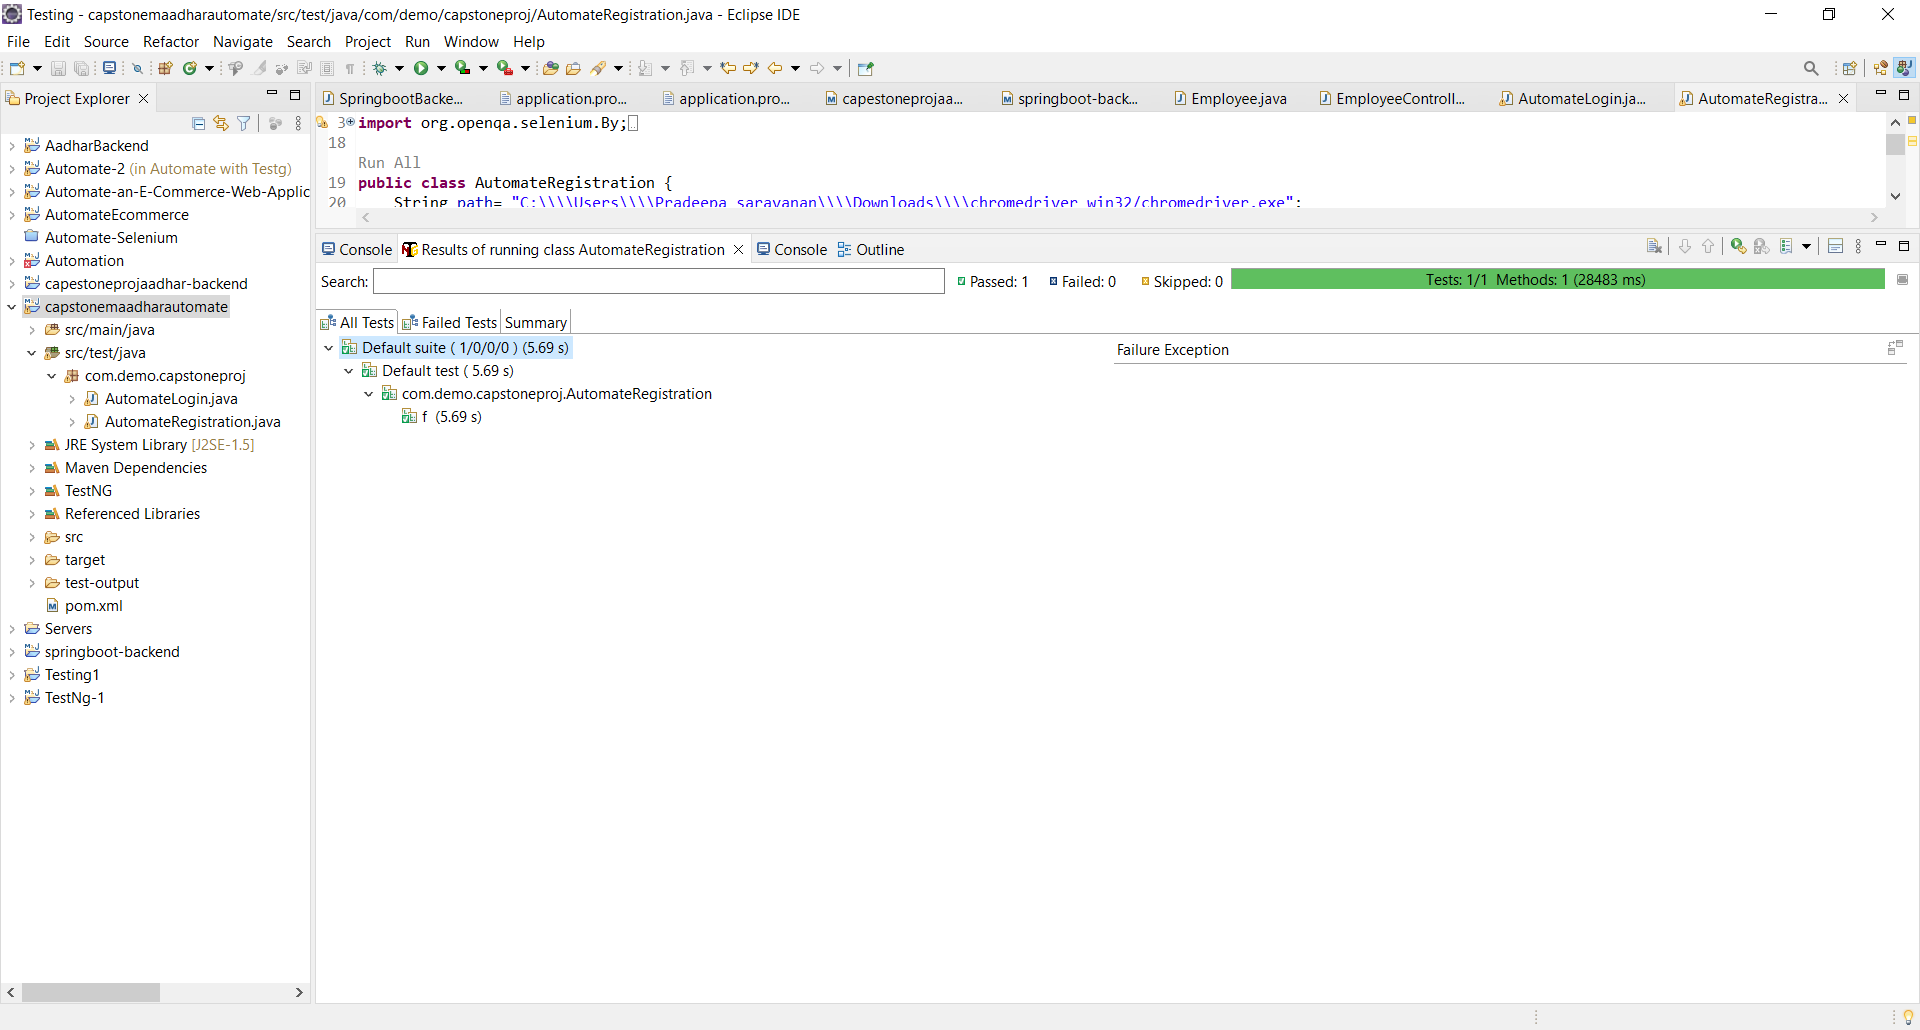 Testing - capstonemaadharautomate/src/test/java/com/demo/capstoneproj/AutomateRegistration.java - Eclipse IDE
File Edit Source Refactor Navigate Search Project Run Window Help
Project Explorer
AadharBackend
Automate-2 (in Automate with Testg)
Automate-an-E-Commerce-Web-Applic
AutomateEcommerce
Automate-Selenium
Automation
capestoneprojaadhar-backend
capstonemaadharautomate
src/main/java
src/test/java
com.demo.capstoneproj
AutomateLogin.java
AutomateRegistration.java
JRE System Library [J2SE-1.5]
Maven Dependencies
TestNG
Referenced Libraries
src
target
test-output
pom.xml
Servers
springboot-backend
Testing1
TestNg-1
SpringbootBacke... application.pro... application.pro... capestoneprojaa... springboot-back... Employee.java EmployeeControll... AutomateLogin.ja... AutomateRegistra...
3 import org.openqa.selenium.By;
18
Run All
19 public class AutomateRegistration {
20 String path= "C:\\\\Users\\\\Pradeepa saravanan\\\\Downloads\\\\chromedriver_win32/chromedriver.exe";
Console Results of running class AutomateRegistration Console Outline
Search: Passed: 1 Failed: 0 Skipped: 0 Tests: 1/1 Methods: 1 (28483 ms)
All Tests Failed Tests Summary
Default suite ( 1/0/0/0 ) (5.69 s)
Default test ( 5.69 s)
com.demo.capstoneproj.AutomateRegistration
f (5.69 s)
Failure Exception